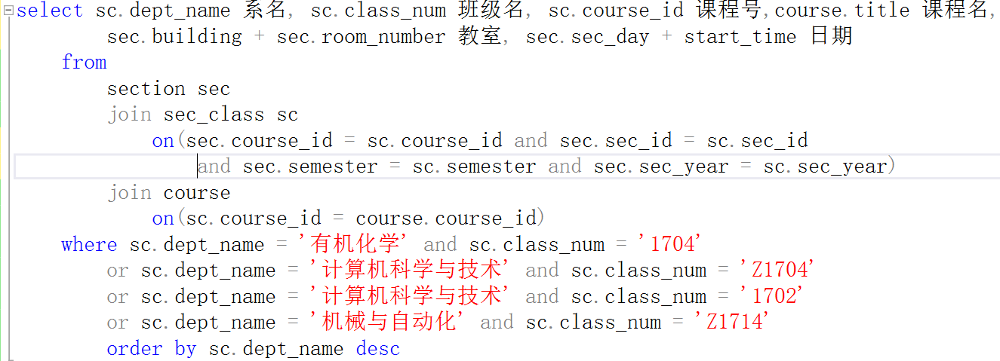 select sc.dept_name 系名, sc.class_num 班级名, sc.course_id 课程号,course.title 课程名,
sec.building + sec.room_number 教室, sec.sec_day + start_time 日期
from
section sec
join sec_class sc
on(sec.course_id = sc.course_id and sec.sec_id = sc.sec_id
and sec.semester = sc.semester and sec.sec_year = sc.sec_year)
join course
on(sc.course_id = course.course_id)
where sc.dept_name = '有机化学' and sc.class_num = '1704'
or sc.dept_name = '计算机科学与技术' and sc.class_num = 'Z1704'
or sc.dept_name = '计算机科学与技术' and sc.class_num = '1702'
or sc.dept_name = '机械与自动化' and sc.class_num = 'Z1714'
order by sc.dept_name desc